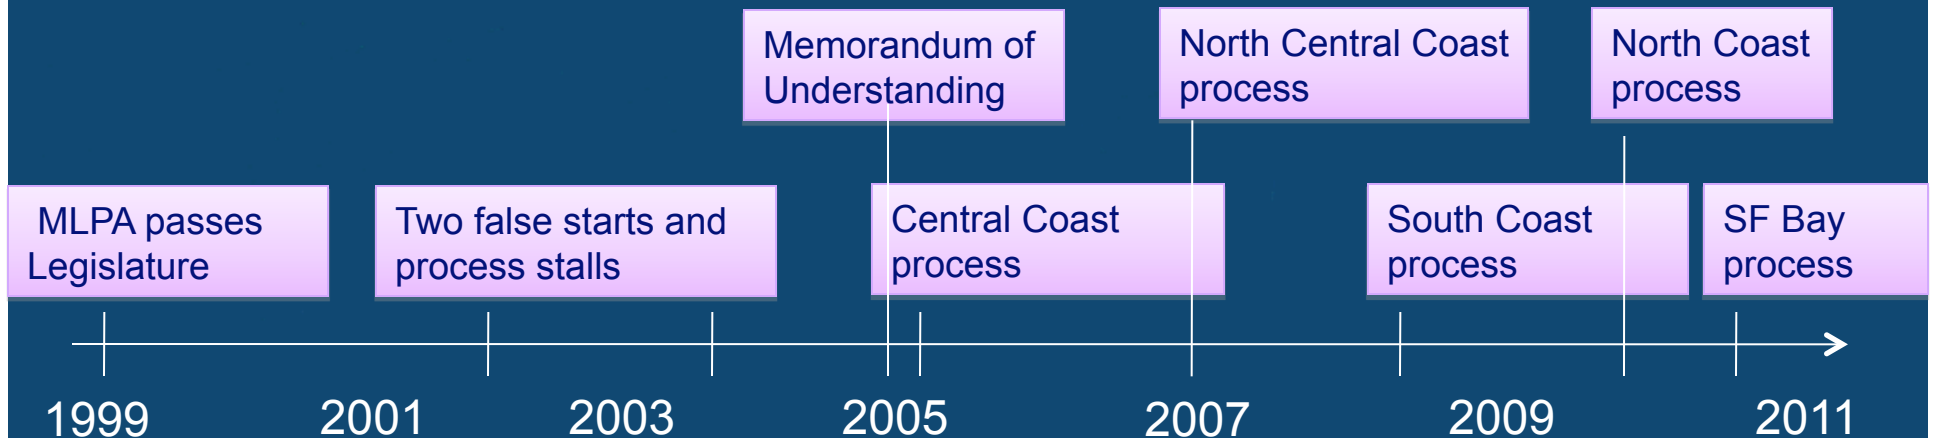 Memorandum of
Understanding
North Central Coast
process
North Coast
process
MLPA passes
Legislature
Two false starts and
process stalls
Central Coast
process
South Coast
process
SF Bay
process
1999
2001
2003
2005
2007
2009
2011